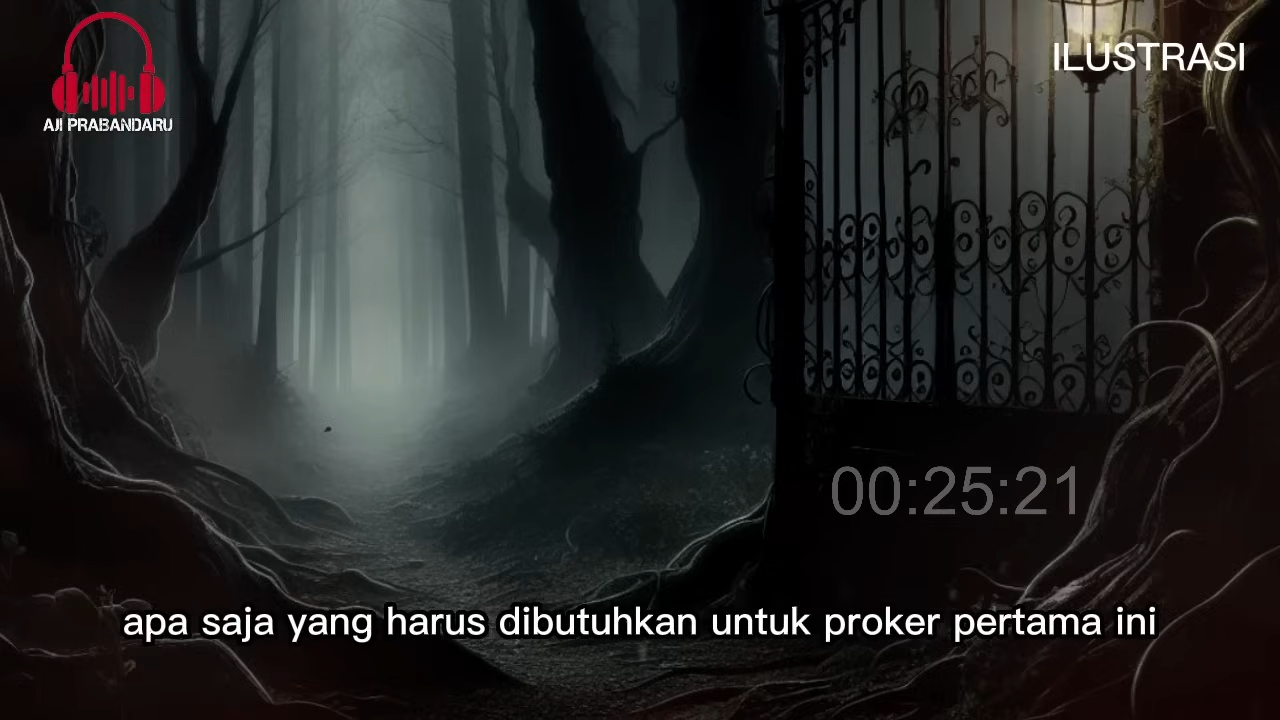 AJI PRABANDARU
ILUSTRASI
00:25:21
apa saja yang harus dibutuhkan untuk proker pertama ini